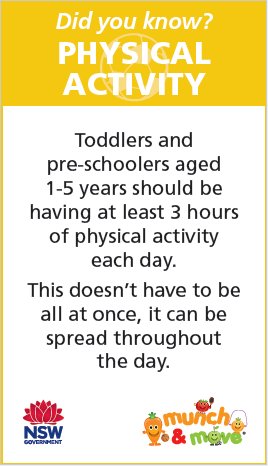 Did you know?
PHYSICAL
ACTIVITY
Toddlers and
pre-schoolers aged
1-5 years should be
having at least 3 hours
of physical activity
each day.
This doesn't have to be
all at once, it can be
spread throughout
the day.
NSW
GOVERNMENT
munch
& move